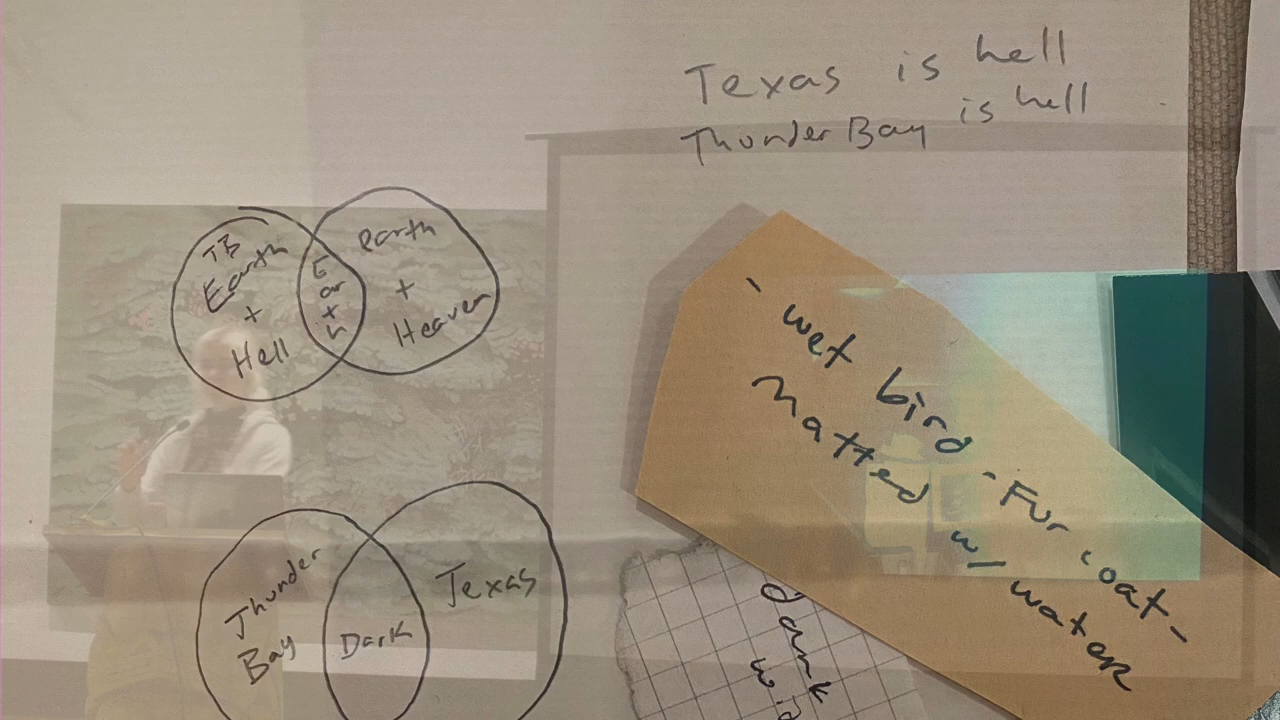 Texas is hell
Thunder Bay is hell
TB
Earth
+
Hell
Earth
earth
+
Heaven
- wet bird - Fur coat -
matted w/ water
Thunder
Bay
Dark
Texas
dank